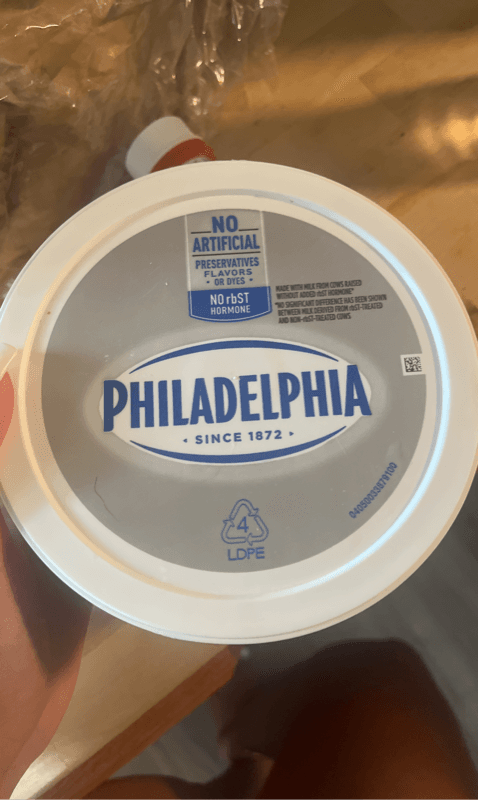 NO
ARTIFICIAL
PRESERVATIVES
FLAVORS
• OR DYES •
NO rbST
HORMONE
MADE WITH MILK FROM COWS RAISED
WITHOUT ADDED rbST HORMONE*
*NO SIGNIFICANT DIFFERENCE HAS BEEN SHOWN
BETWEEN MILK DERIVED FROM rbST-TREATED
AND NON-rbST-TREATED COWS
PHILADELPHIA
• SINCE 1872 •
4
LDPE